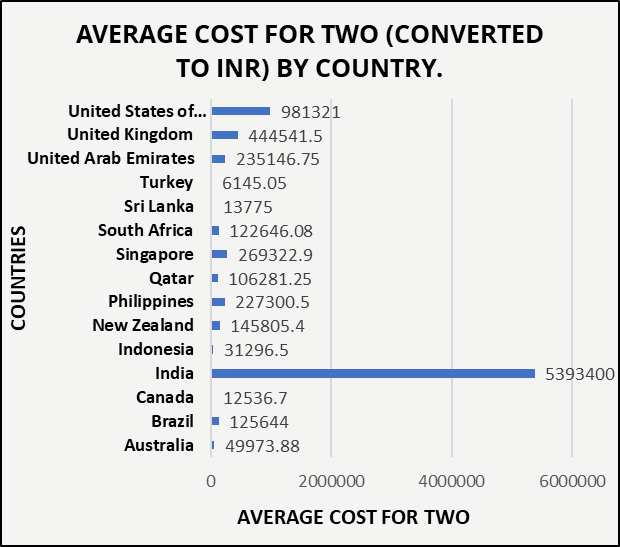 AVERAGE COST FOR TWO (CONVERTED
TO INR) BY COUNTRY.
United States of... 981321
United Kingdom 444541.5
United Arab Emirates 235146.75
Turkey 6145.05
Sri Lanka 13775
South Africa 122646.08
Singapore 269322.9
Qatar 106281.25
Philippines 227300.5
New Zealand 145805.4
Indonesia 31296.5
India 5393400
Canada 12536.7
Brazil 125644
Australia 49973.88
COUNTRIES
0 2000000 4000000 6000000
AVERAGE COST FOR TWO